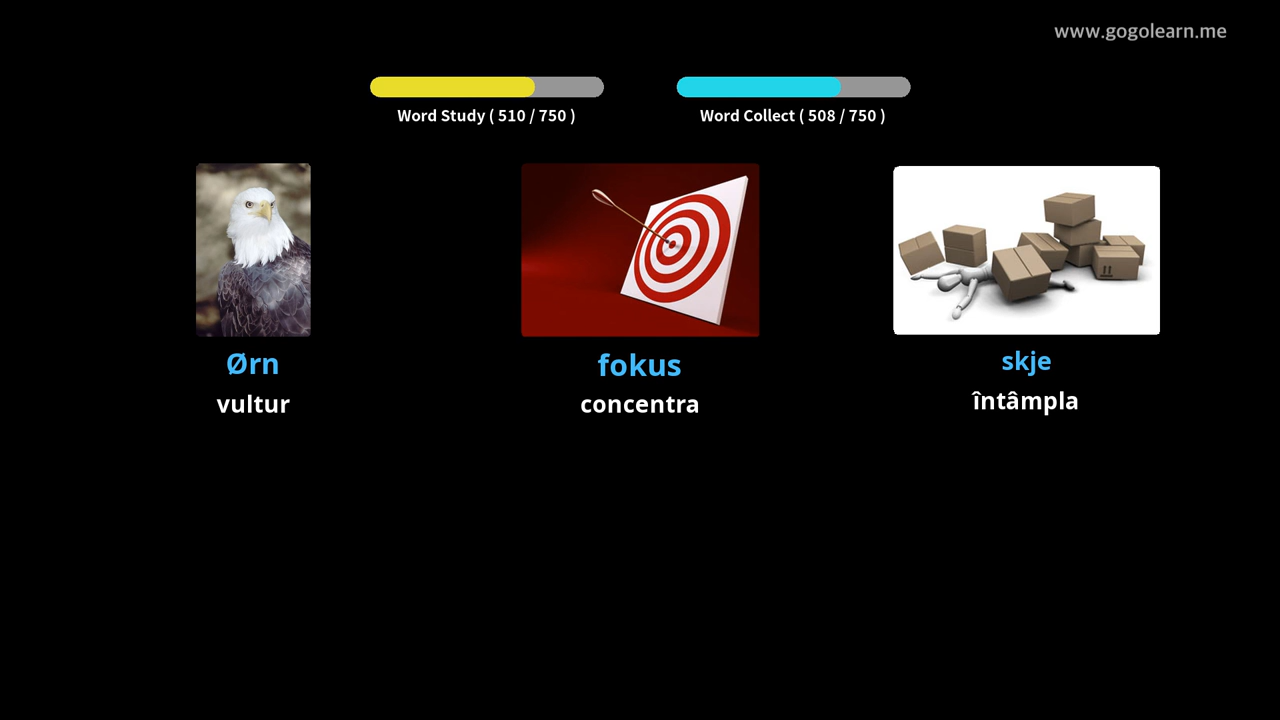 www.gogolearn.me
Word Study ( 510 / 750 )
Word Collect ( 508 / 750 )
Ørn
vultur
fokus
concentra
skje
întâmpla